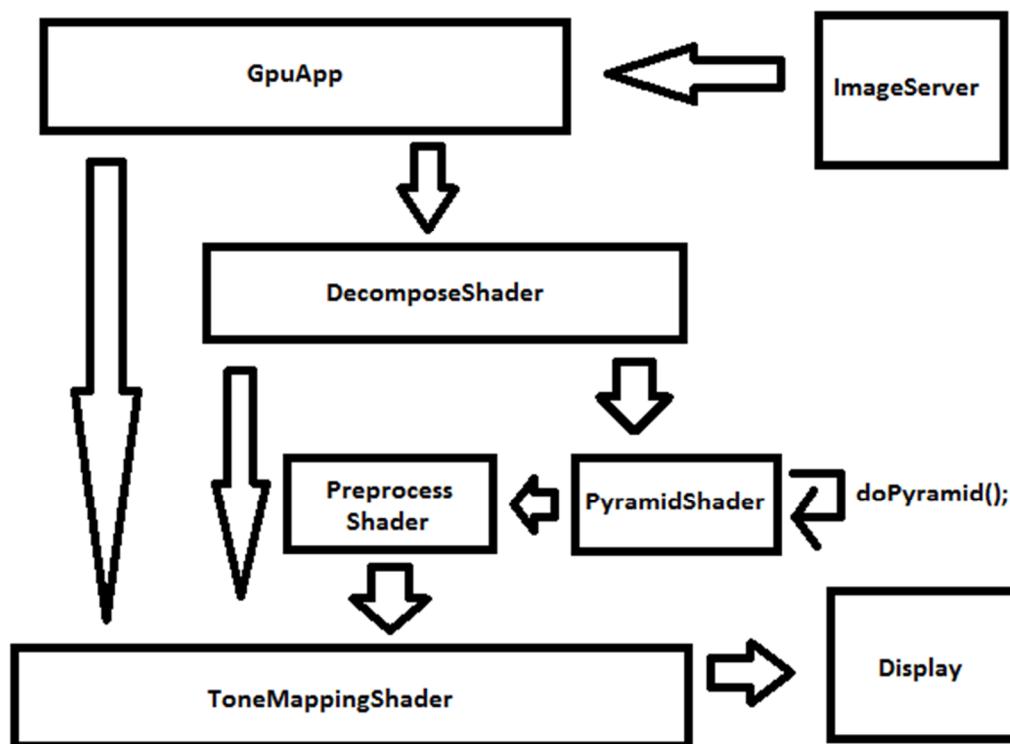 GpuApp
ImageServer
DecomposeShader
Preprocess
Shader
PyramidShader
doPyramid();
ToneMappingShader
Display